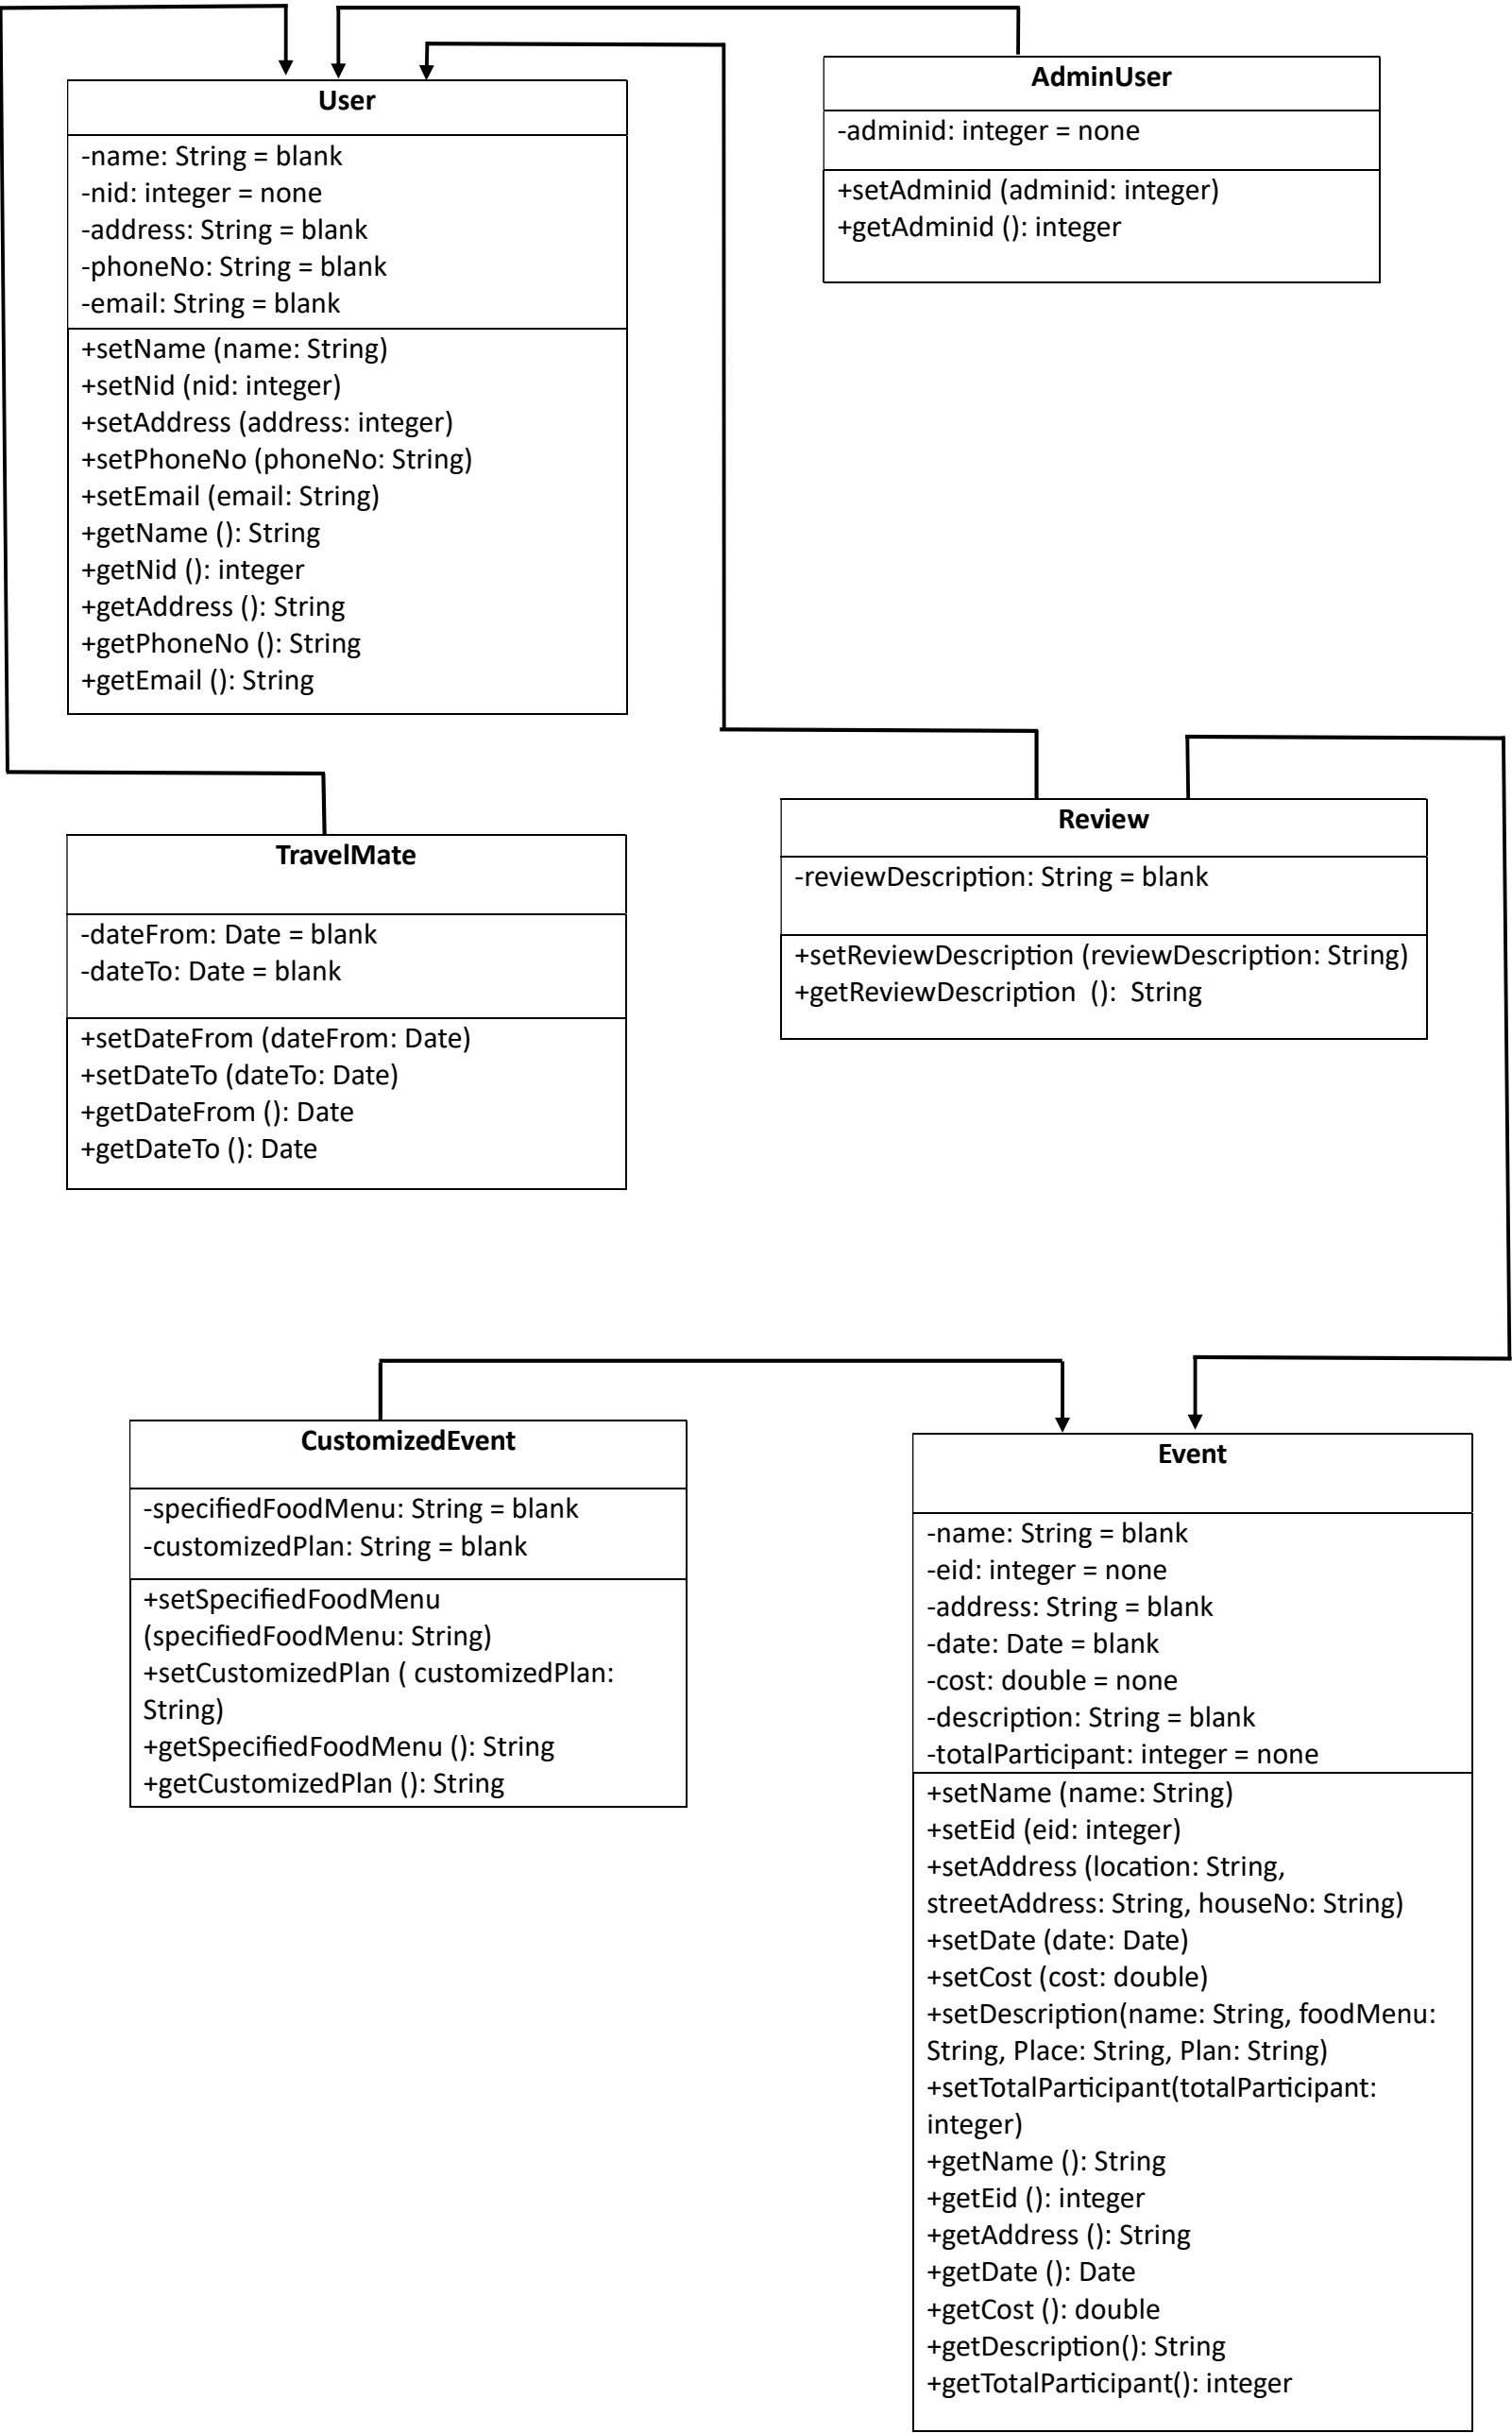 User
-name: String = blank
-nid: integer = none
-address: String = blank
-phoneNo: String = blank
-email: String = blank
+setName (name: String)
+setNid (nid: integer)
+setAddress (address: integer)
+setPhoneNo (phoneNo: String)
+setEmail (email: String)
+getName (): String
+getNid (): integer
+getAddress (): String
+getPhoneNo (): String
+getEmail (): String
AdminUser
-adminid: integer = none
+setAdminid (adminid: integer)
+getAdminid (): integer
TravelMate
-dateFrom: Date = blank
-dateTo: Date = blank
+setDateFrom (dateFrom: Date)
+setDateTo (dateTo: Date)
+getDateFrom (): Date
+getDateTo (): Date
Review
-reviewDescription: String = blank
+setReviewDescription (reviewDescription: String)
+getReviewDescription  ():  String
CustomizedEvent
-specifiedFoodMenu: String = blank
-customizedPlan: String = blank
+setSpecifiedFoodMenu
(specifiedFoodMenu: String)
+setCustomizedPlan ( customizedPlan:
String)
+getSpecifiedFoodMenu (): String
+getCustomizedPlan (): String
Event
-name: String = blank
-eid: integer = none
-address: String = blank
-date: Date = blank
-cost: double = none
-description: String = blank
-totalParticipant: integer = none
+setName (name: String)
+setEid (eid: integer)
+setAddress (location: String,
streetAddress: String, houseNo: String)
+setDate (date: Date)
+setCost (cost: double)
+setDescription(name: String, foodMenu:
String, Place: String, Plan: String)
+setTotalParticipant(totalParticipant:
integer)
+getName (): String
+getEid (): integer
+getAddress (): String
+getDate (): Date
+getCost (): double
+getDescription(): String
+getTotalParticipant(): integer